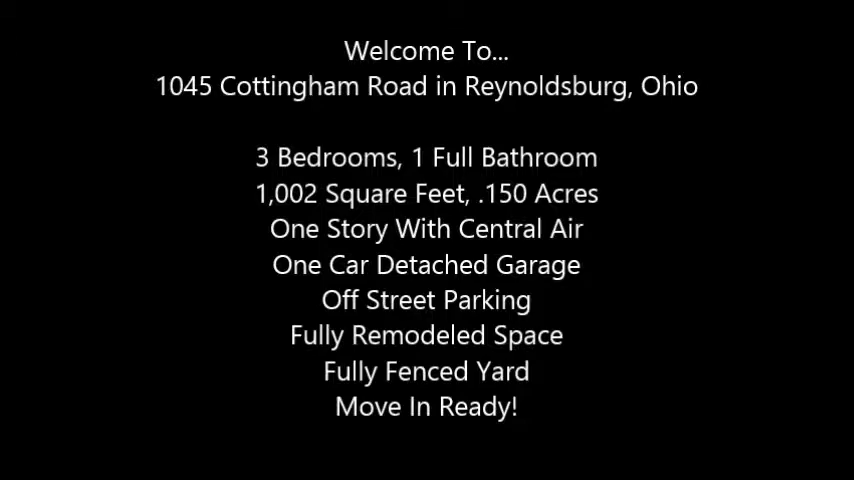 Welcome To...
1045 Cottingham Road in Reynoldsburg, Ohio
3 Bedrooms, 1 Full Bathroom
1,002 Square Feet, .150 Acres
One Story With Central Air
One Car Detached Garage
Off Street Parking
Fully Remodeled Space
Fully Fenced Yard
Move In Ready!